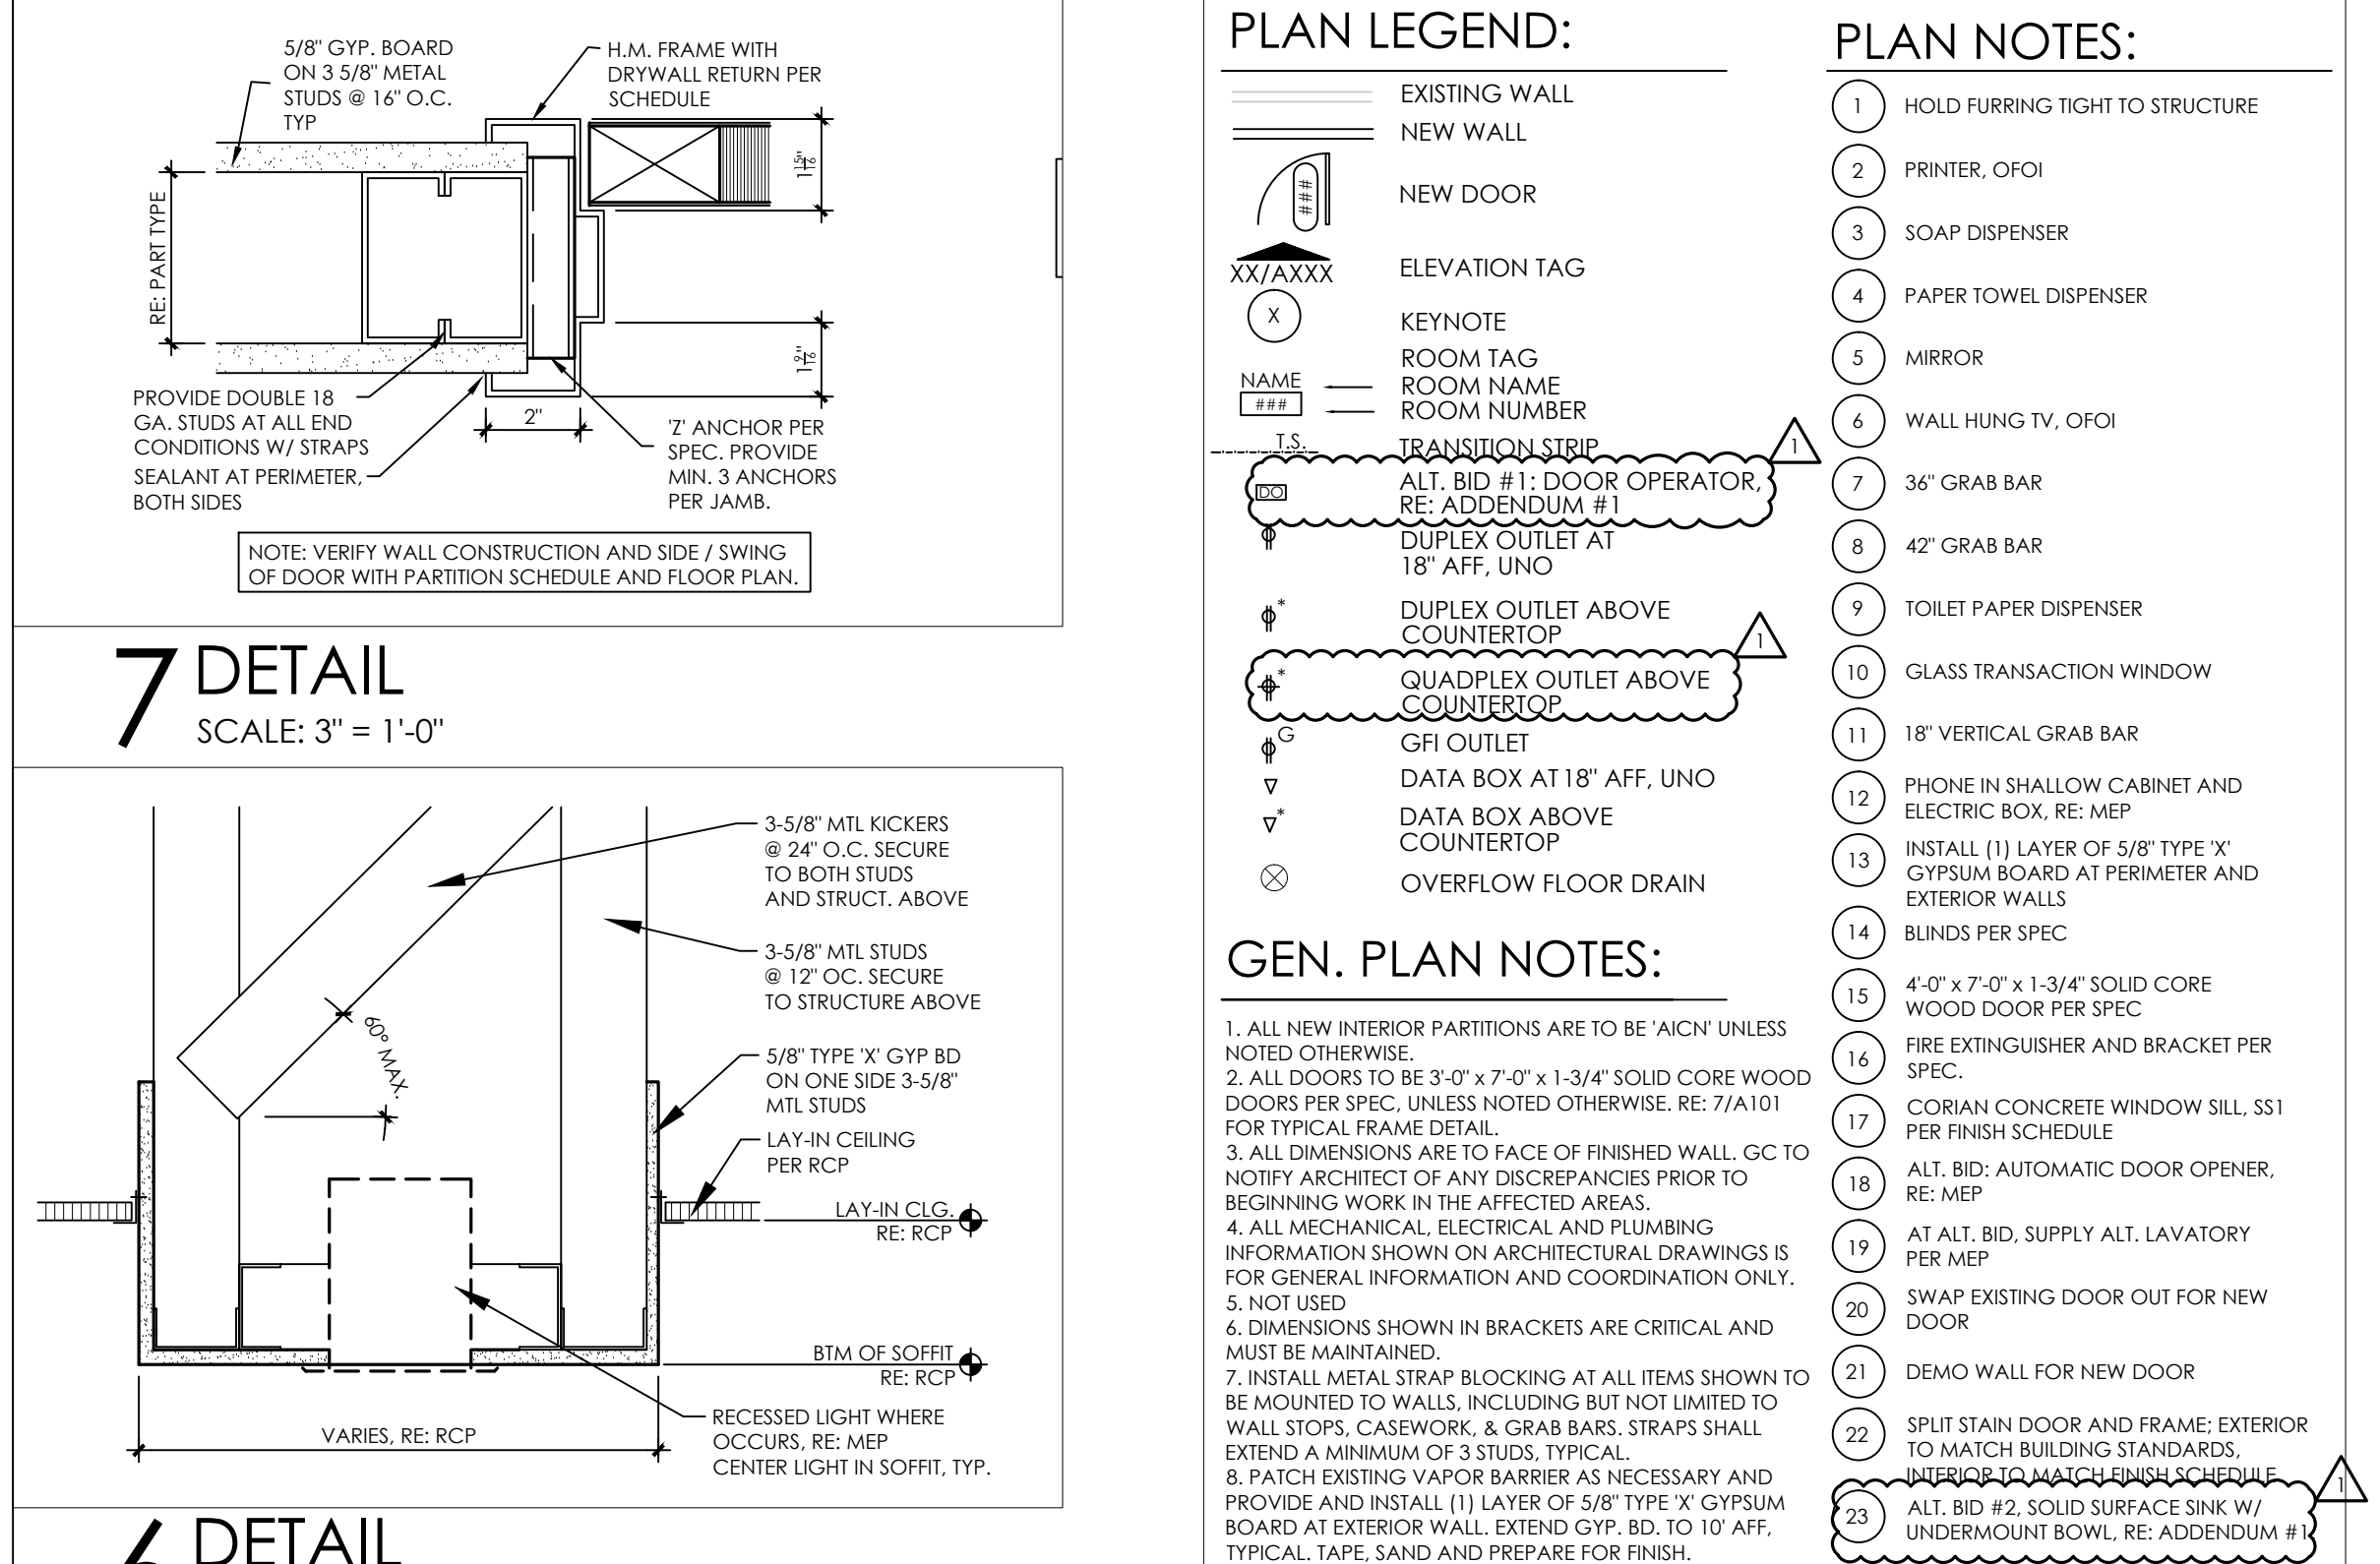 5/8" GYP. BOARD
ON 3 5/8" METAL
STUDS @ 16" O.C.
TYP
H.M. FRAME WITH
DRYWALL RETURN PER
SCHEDULE
1 15/16"
RE: PART TYPE
1 9/16"
2"
PROVIDE DOUBLE 18
GA. STUDS AT ALL END
CONDITIONS W/ STRAPS
SEALANT AT PERIMETER,
BOTH SIDES
'Z' ANCHOR PER
SPEC. PROVIDE
MIN. 3 ANCHORS
PER JAMB.
NOTE: VERIFY WALL CONSTRUCTION AND SIDE / SWING
OF DOOR WITH PARTITION SCHEDULE AND FLOOR PLAN.
7 DETAIL
SCALE: 3" = 1'-0"
3-5/8" MTL KICKERS
@ 24" O.C. SECURE
TO BOTH STUDS
AND STRUCT. ABOVE
3-5/8" MTL STUDS
@ 12" OC. SECURE
TO STRUCTURE ABOVE
60° MAX.
5/8" TYPE 'X' GYP BD
ON ONE SIDE 3-5/8"
MTL STUDS
LAY-IN CEILING
PER RCP
LAY-IN CLG.
RE: RCP
BTM OF SOFFIT
RE: RCP
VARIES, RE: RCP
RECESSED LIGHT WHERE
OCCURS, RE: MEP
CENTER LIGHT IN SOFFIT, TYP.
6 DETAIL
PLAN LEGEND:
EXISTING WALL
NEW WALL
### NEW DOOR
XX/AXXX ELEVATION TAG
X KEYNOTE
ROOM TAG
NAME ROOM NAME
### ROOM NUMBER
T.S. TRANSITION STRIP
1
DO ALT. BID #1: DOOR OPERATOR,
RE: ADDENDUM #1
DUPLEX OUTLET AT
18" AFF, UNO
* DUPLEX OUTLET ABOVE
COUNTERTOP
1
* QUADPLEX OUTLET ABOVE
COUNTERTOP
G GFI OUTLET
DATA BOX AT 18" AFF, UNO
* DATA BOX ABOVE
COUNTERTOP
OVERFLOW FLOOR DRAIN
GEN. PLAN NOTES:
1. ALL NEW INTERIOR PARTITIONS ARE TO BE 'AICN' UNLESS
NOTED OTHERWISE.
2. ALL DOORS TO BE 3'-0" x 7'-0" x 1-3/4" SOLID CORE WOOD
DOORS PER SPEC, UNLESS NOTED OTHERWISE. RE: 7/A101
FOR TYPICAL FRAME DETAIL.
3. ALL DIMENSIONS ARE TO FACE OF FINISHED WALL. GC TO
NOTIFY ARCHITECT OF ANY DISCREPANCIES PRIOR TO
BEGINNING WORK IN THE AFFECTED AREAS.
4. ALL MECHANICAL, ELECTRICAL AND PLUMBING
INFORMATION SHOWN ON ARCHITECTURAL DRAWINGS IS
FOR GENERAL INFORMATION AND COORDINATION ONLY.
5. NOT USED
6. DIMENSIONS SHOWN IN BRACKETS ARE CRITICAL AND
MUST BE MAINTAINED.
7. INSTALL METAL STRAP BLOCKING AT ALL ITEMS SHOWN TO
BE MOUNTED TO WALLS, INCLUDING BUT NOT LIMITED TO
WALL STOPS, CASEWORK, & GRAB BARS. STRAPS SHALL
EXTEND A MINIMUM OF 3 STUDS, TYPICAL.
8. PATCH EXISTING VAPOR BARRIER AS NECESSARY AND
PROVIDE AND INSTALL (1) LAYER OF 5/8" TYPE 'X' GYPSUM
BOARD AT EXTERIOR WALL. EXTEND GYP. BD. TO 10' AFF,
TYPICAL. TAPE, SAND AND PREPARE FOR FINISH.
PLAN NOTES:
1 HOLD FURRING TIGHT TO STRUCTURE
2 PRINTER, OFOI
3 SOAP DISPENSER
4 PAPER TOWEL DISPENSER
5 MIRROR
6 WALL HUNG TV, OFOI
7 36" GRAB BAR
8 42" GRAB BAR
9 TOILET PAPER DISPENSER
10 GLASS TRANSACTION WINDOW
11 18" VERTICAL GRAB BAR
12 PHONE IN SHALLOW CABINET AND
ELECTRIC BOX, RE: MEP
13 INSTALL (1) LAYER OF 5/8" TYPE 'X'
GYPSUM BOARD AT PERIMETER AND
EXTERIOR WALLS
14 BLINDS PER SPEC
15 4'-0" x 7'-0" x 1-3/4" SOLID CORE
WOOD DOOR PER SPEC
16 FIRE EXTINGUISHER AND BRACKET PER
SPEC.
17 CORIAN CONCRETE WINDOW SILL, SS1
PER FINISH SCHEDULE
18 ALT. BID: AUTOMATIC DOOR OPENER,
RE: MEP
19 AT ALT. BID, SUPPLY ALT. LAVATORY
PER MEP
20 SWAP EXISTING DOOR OUT FOR NEW
DOOR
21 DEMO WALL FOR NEW DOOR
22 SPLIT STAIN DOOR AND FRAME; EXTERIOR
TO MATCH BUILDING STANDARDS,
INTERIOR TO MATCH FINISH SCHEDULE
1
23 ALT. BID #2, SOLID SURFACE SINK W/
UNDERMOUNT BOWL, RE: ADDENDUM #1